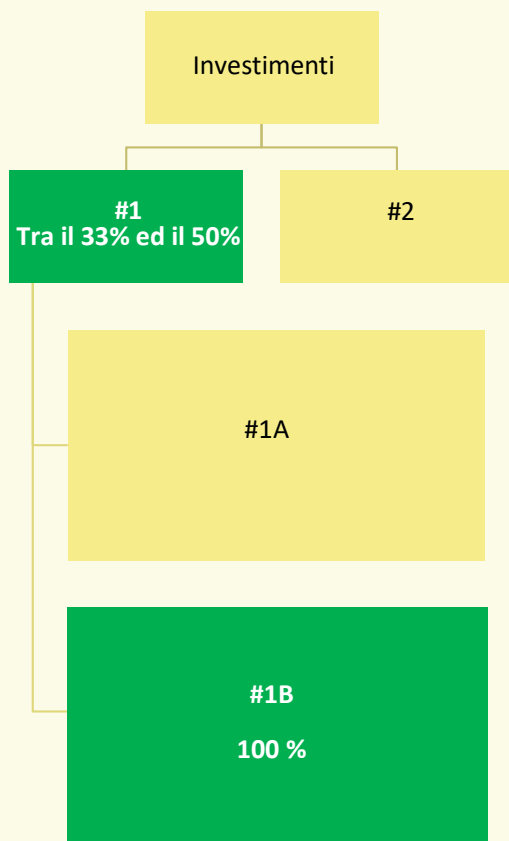 Investimenti
#1
Tra il 33% ed il 50%
#2
#1A
#1B
100 %